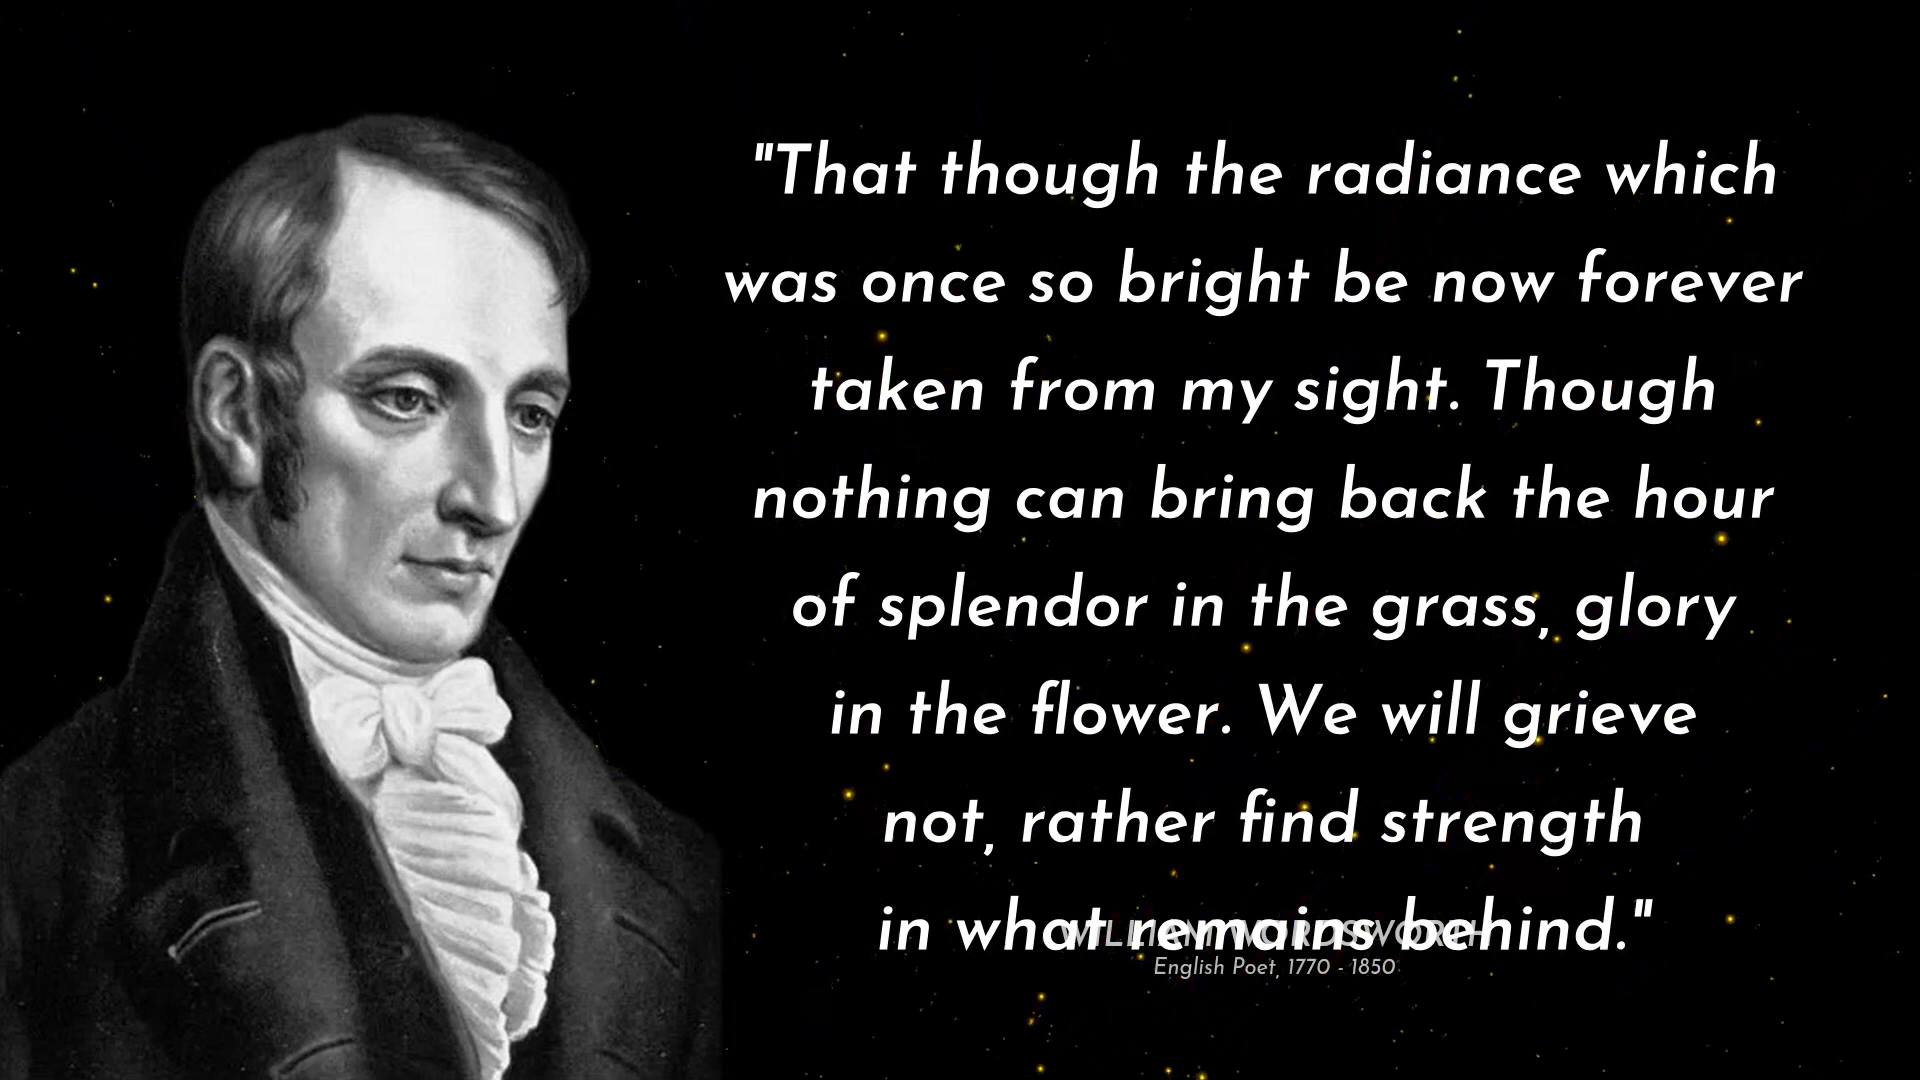 "That though the radiance which
was once so bright be now forever
taken from my sight. Though
nothing can bring back the hour
of splendor in the grass, glory
in the flower. We will grieve
not, rather find strength
in what remains behind."
WILLIAM WORDSWORTH
English Poet, 1770 - 1850